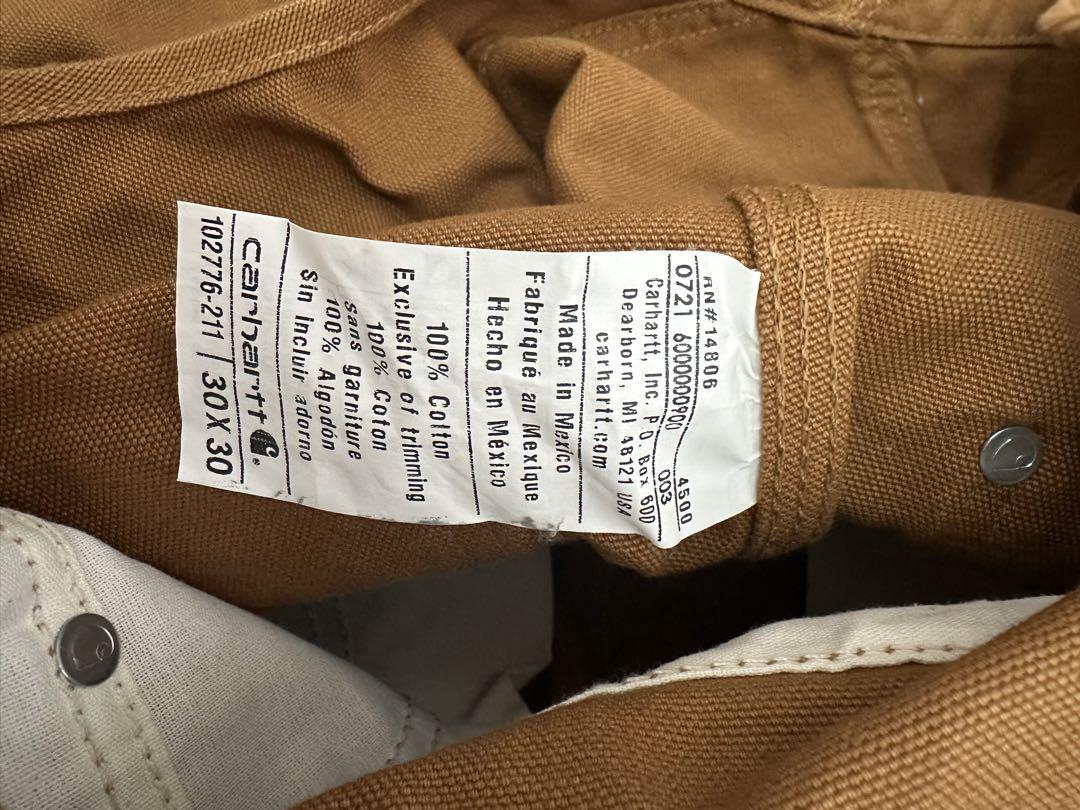 102776-211 | 30X30
carhartt ®
Sin Incluir adorno
100% Algodón
sans garniture
100% Coton
Exclusive of trimming
100% Cotton
Hecho en México
Fabriqué au Mexique
Made in Mexico
carhartt.com
Dearborn, MI 48121 USA
Carhartt, Inc. P.O. Box 600
003
0721 6000000900 4500
RN#14806